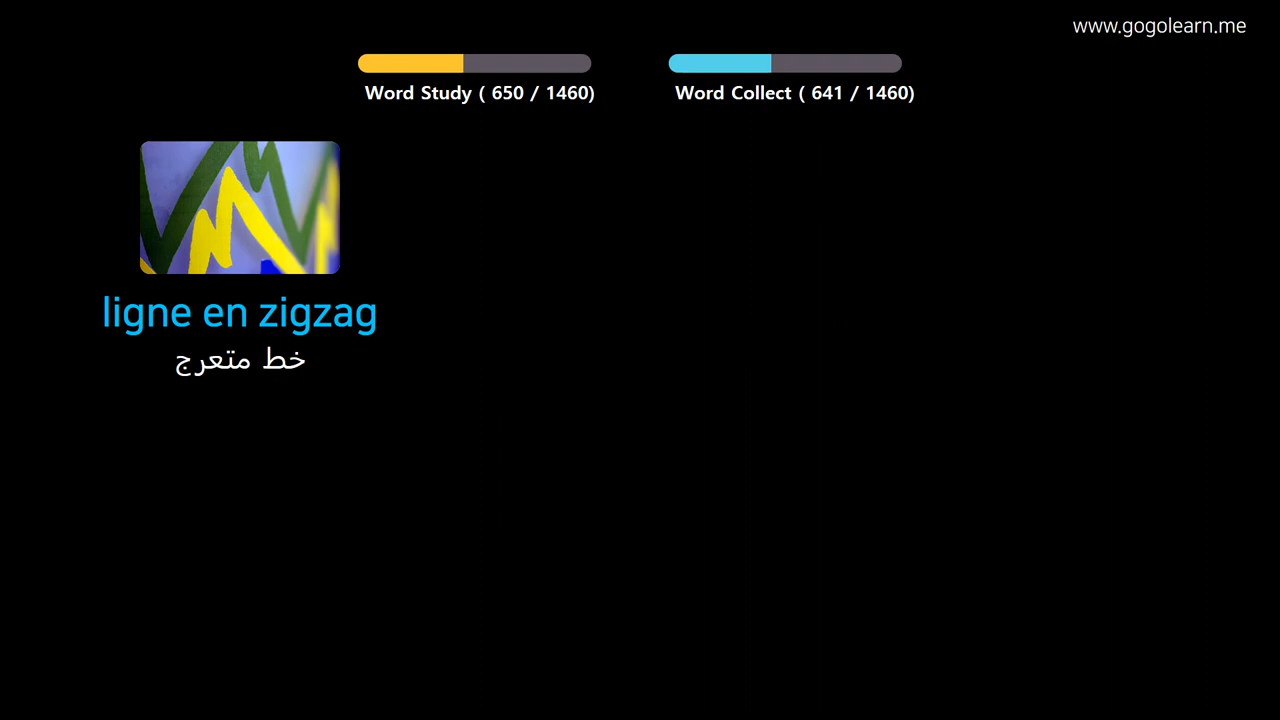 www.gogolearn.me
Word Study ( 650 / 1460)
Word Collect ( 641 / 1460)
ligne en zigzag
خط متعرج